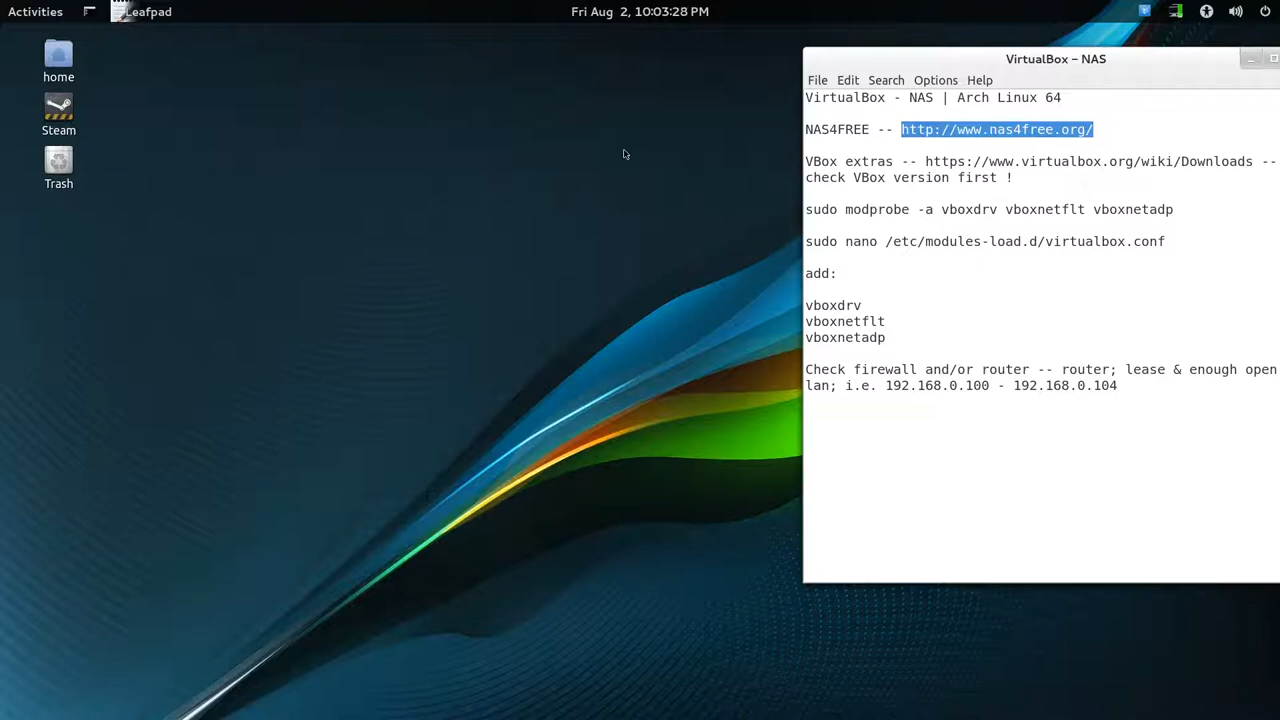 Activities
Leafpad
Fri Aug 2, 10:03:28 PM
home
Steam
Trash
VirtualBox – NAS
File Edit Search Options Help
VirtualBox - NAS | Arch Linux 64
NAS4FREE -- http://www.nas4free.org/
VBox extras -- https://www.virtualbox.org/wiki/Downloads --
check VBox version first !
sudo modprobe -a vboxdrv vboxnetflt vboxnetadp
sudo nano /etc/modules-load.d/virtualbox.conf
add:
vboxdrv
vboxnetflt
vboxnetadp
Check firewall and/or router -- router; lease & enough open
lan; i.e. 192.168.0.100 - 192.168.0.104